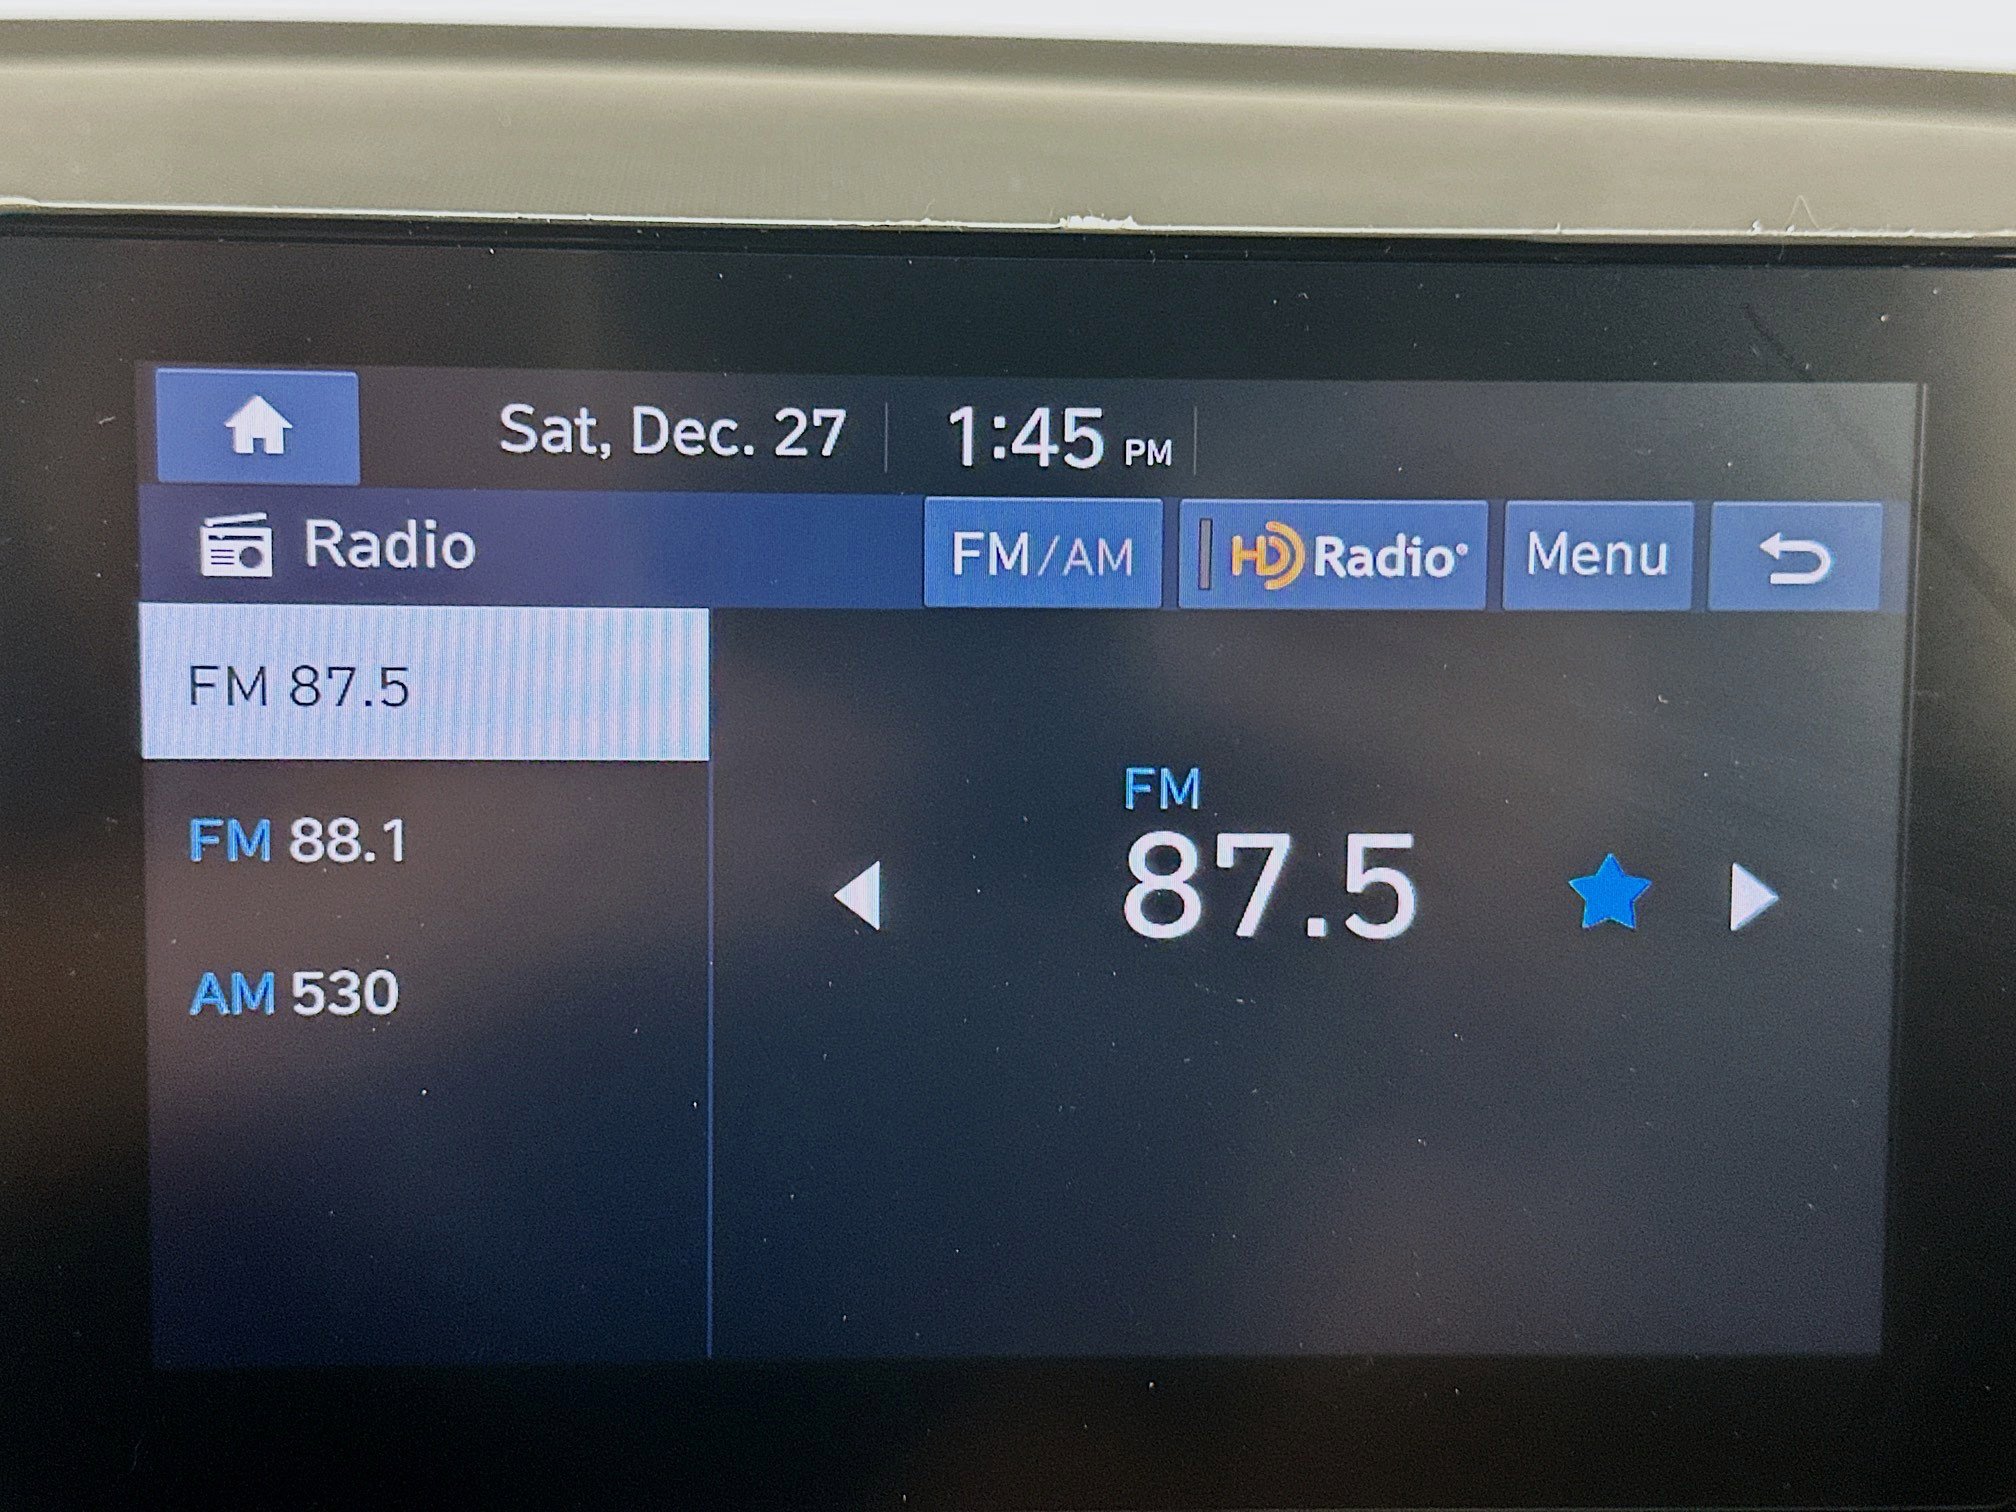 Sat, Dec. 27 1:45 PM
Radio FM/AM HD Radio® Menu
FM 87.5
FM 88.1
AM 530
FM
87.5